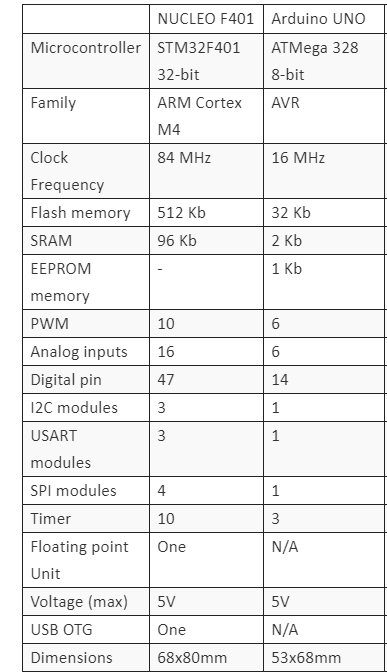 NUCLEO F401 Arduino UNO
Microcontroller STM32F401 ATMega 328
32-bit 8-bit
Family ARM Cortex AVR
M4
Clock 84 MHz 16 MHz
Frequency
Flash memory 512 Kb 32 Kb
SRAM 96 Kb 2 Kb
EEPROM - 1 Kb
memory
PWM 10 6
Analog inputs 16 6
Digital pin 47 14
I2C modules 3 1
USART 3 1
modules
SPI modules 4 1
Timer 10 3
Floating point One N/A
Unit
Voltage (max) 5V 5V
USB OTG One N/A
Dimensions 68x80mm 53x68mm